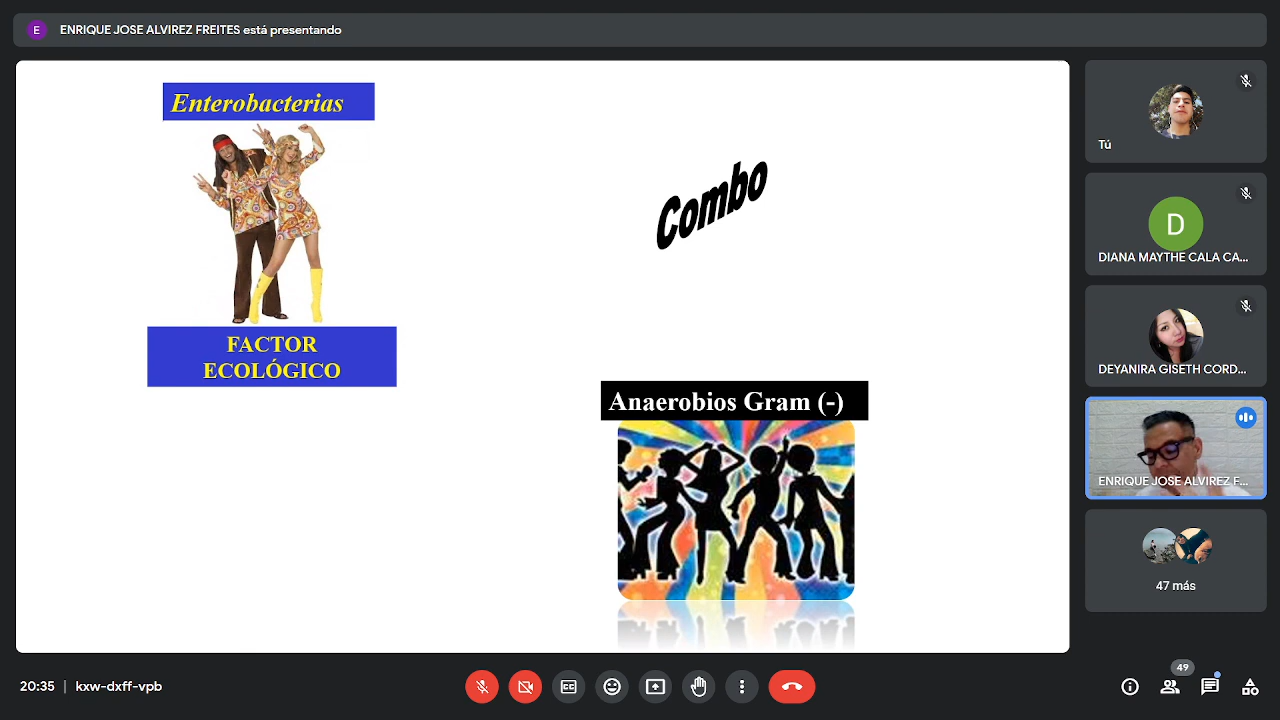 E
ENRIQUE JOSE ALVIREZ FREITES está presentando
Enterobacterias
FACTOR
ECOLÓGICO
Combo
Anaerobios Gram (-)
Tú
D
DIANA MAYTHE CALA CA...
DEYANIRA GISETH CORD...
ENRIQUE JOSE ALVIREZ F...
47 más
20:35 | kxw-dxff-vpb
49